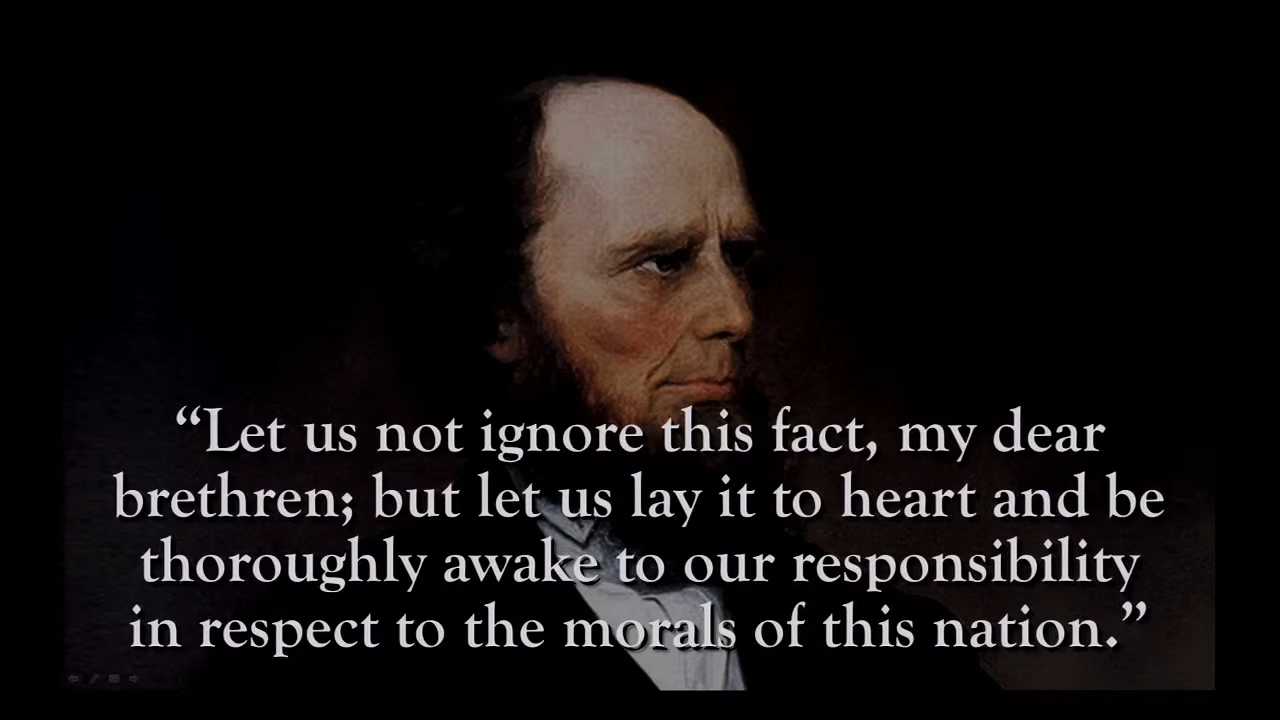 “Let us not ignore this fact, my dear
brethren; but let us lay it to heart and be
thoroughly awake to our responsibility
in respect to the morals of this nation.”